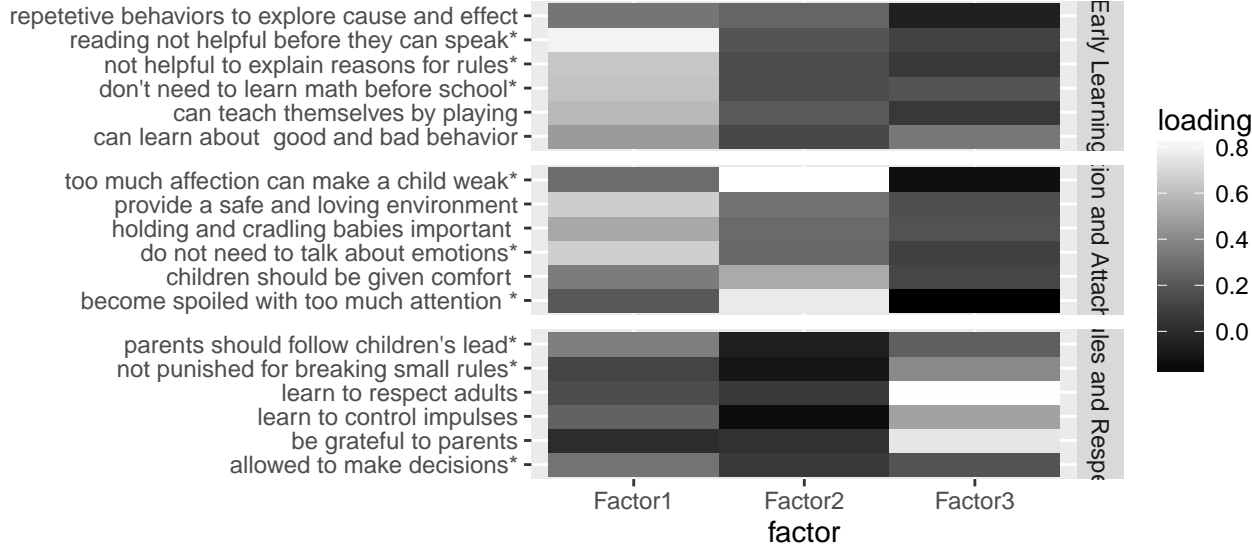 repetetive behaviors to explore cause and effect
reading not helpful before they can speak*
not helpful to explain reasons for rules*
don't need to learn math before school*
can teach themselves by playing
can learn about  good and bad behavior
Early Learning
too much affection can make a child weak*
provide a safe and loving environment
holding and cradling babies important
do not need to talk about emotions*
children should be given comfort
become spoiled with too much attention *
ion and Attach
parents should follow children's lead*
not punished for breaking small rules*
learn to respect adults
learn to control impulses
be grateful to parents
allowed to make decisions*
les and Respe
Factor1 Factor2 Factor3
factor
loading
0.8
0.6
0.4
0.2
0.0